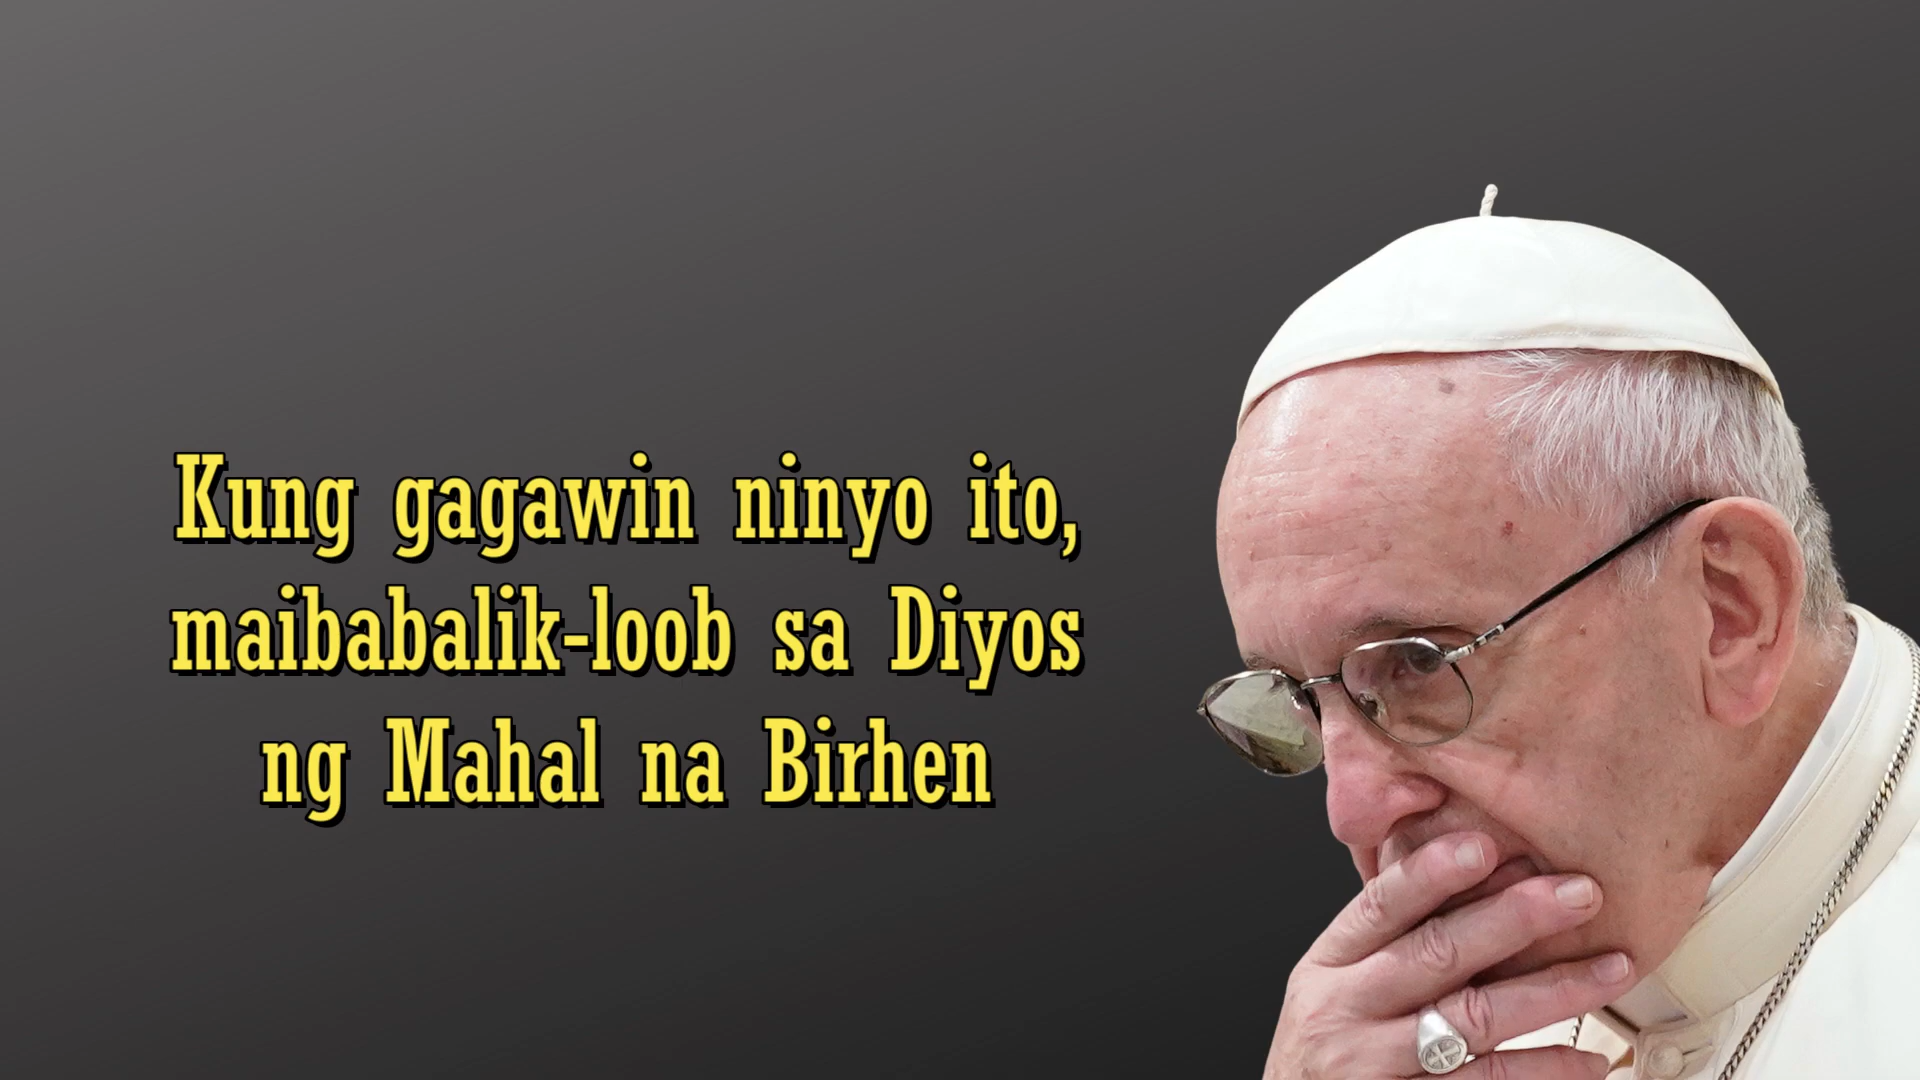 Kung gagawin ninyo ito,
maibabalik-loob sa Diyos
ng Mahal na Birhen